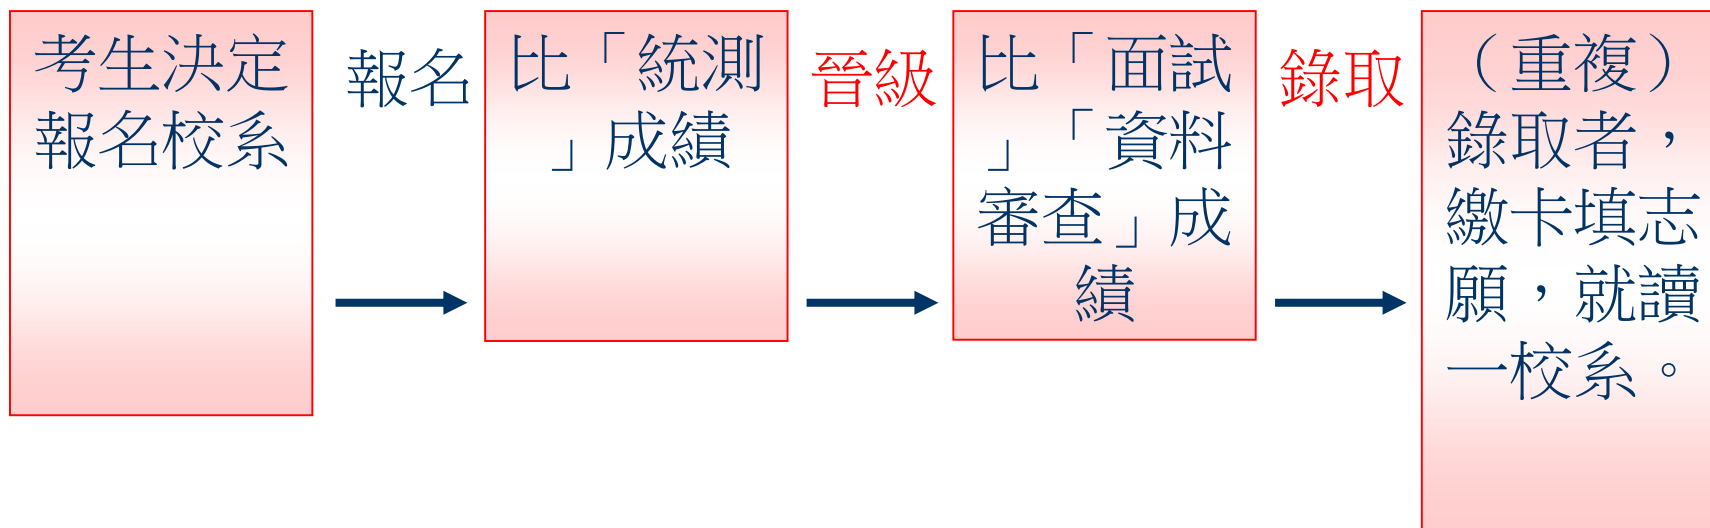 考生決定
報名校系
報名
比「統測
」成績
晉級
比「面試
」「資料
審查」成
績
錄取
（重複）
錄取者，
繳卡填志
願，就讀
一校系。